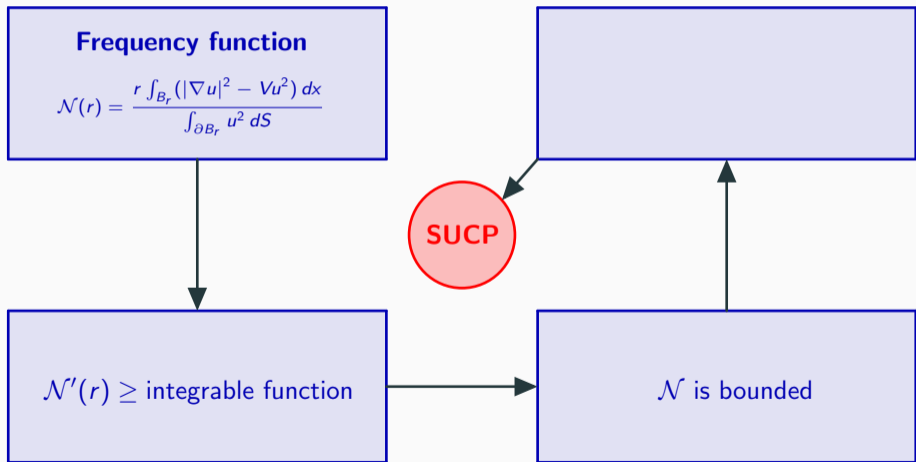 Frequency function
𝒩(r) = r ∫_{B_r} (|∇u|² − Vu²) dx / ∫_{∂B_r} u² dS
SUCP
𝒩′(r) ≥ integrable function
𝒩 is bounded